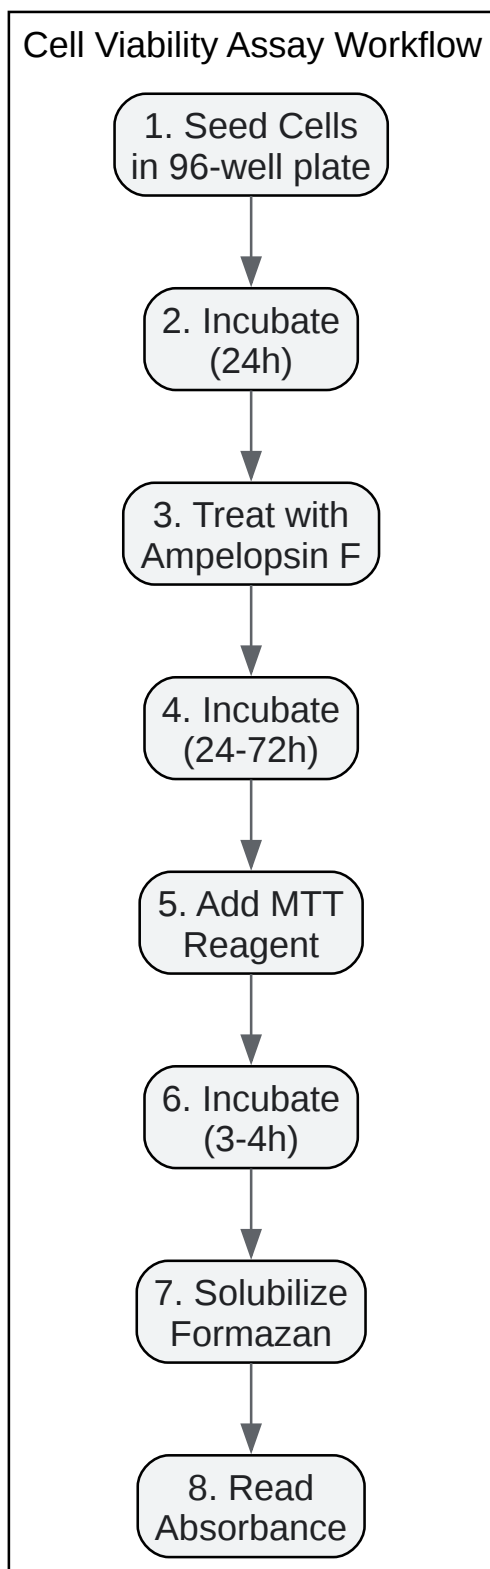 Cell Viability Assay Workflow
1. Seed Cells
in 96-well plate
2. Incubate
(24h)
3. Treat with
Ampelopsin F
4. Incubate
(24-72h)
5. Add MTT
Reagent
6. Incubate
(3-4h)
7. Solubilize
Formazan
8. Read
Absorbance